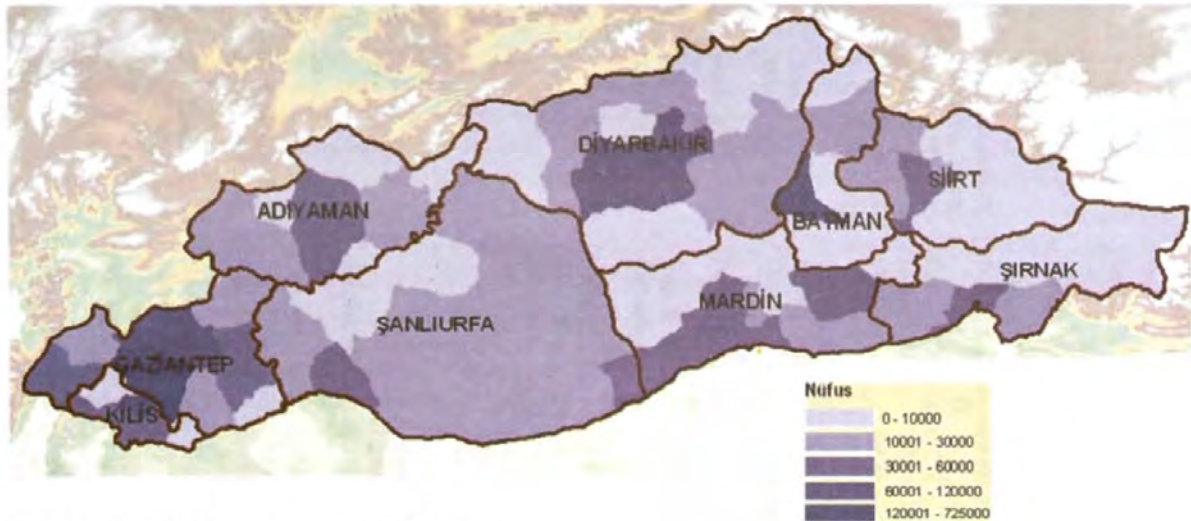 DİYARBAKIR
ADIYAMAN
SİİRT
BATMAN
ŞIRNAK
MARDİN
ŞANLIURFA
GAZİANTEP
KİLİS
Nüfus
0 - 10000
10001 - 30000
30001 - 60000
60001 - 120000
120001 - 725000